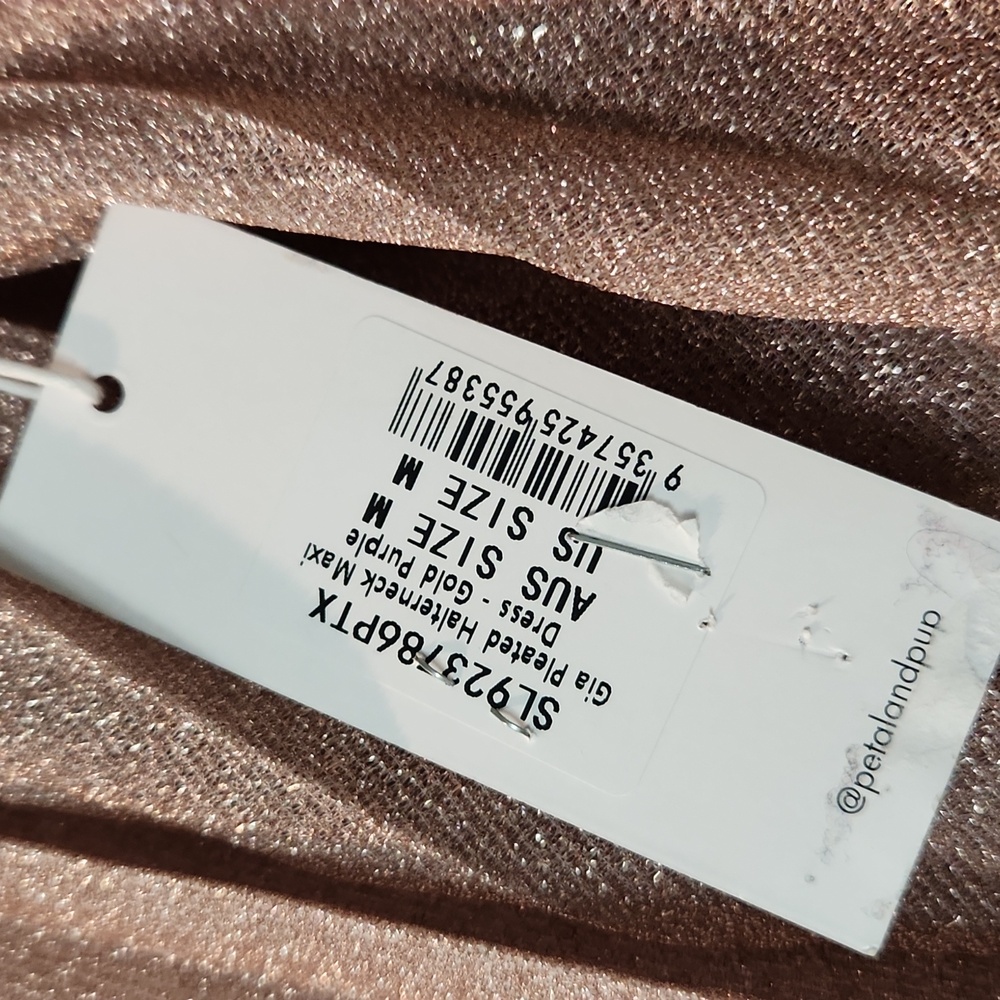 SL923786PTX
Gia Pleated Halterneck Maxi
Dress - Gold Purple
AUS SIZE M
US SIZE M
9 357425 955387
@petalandpup